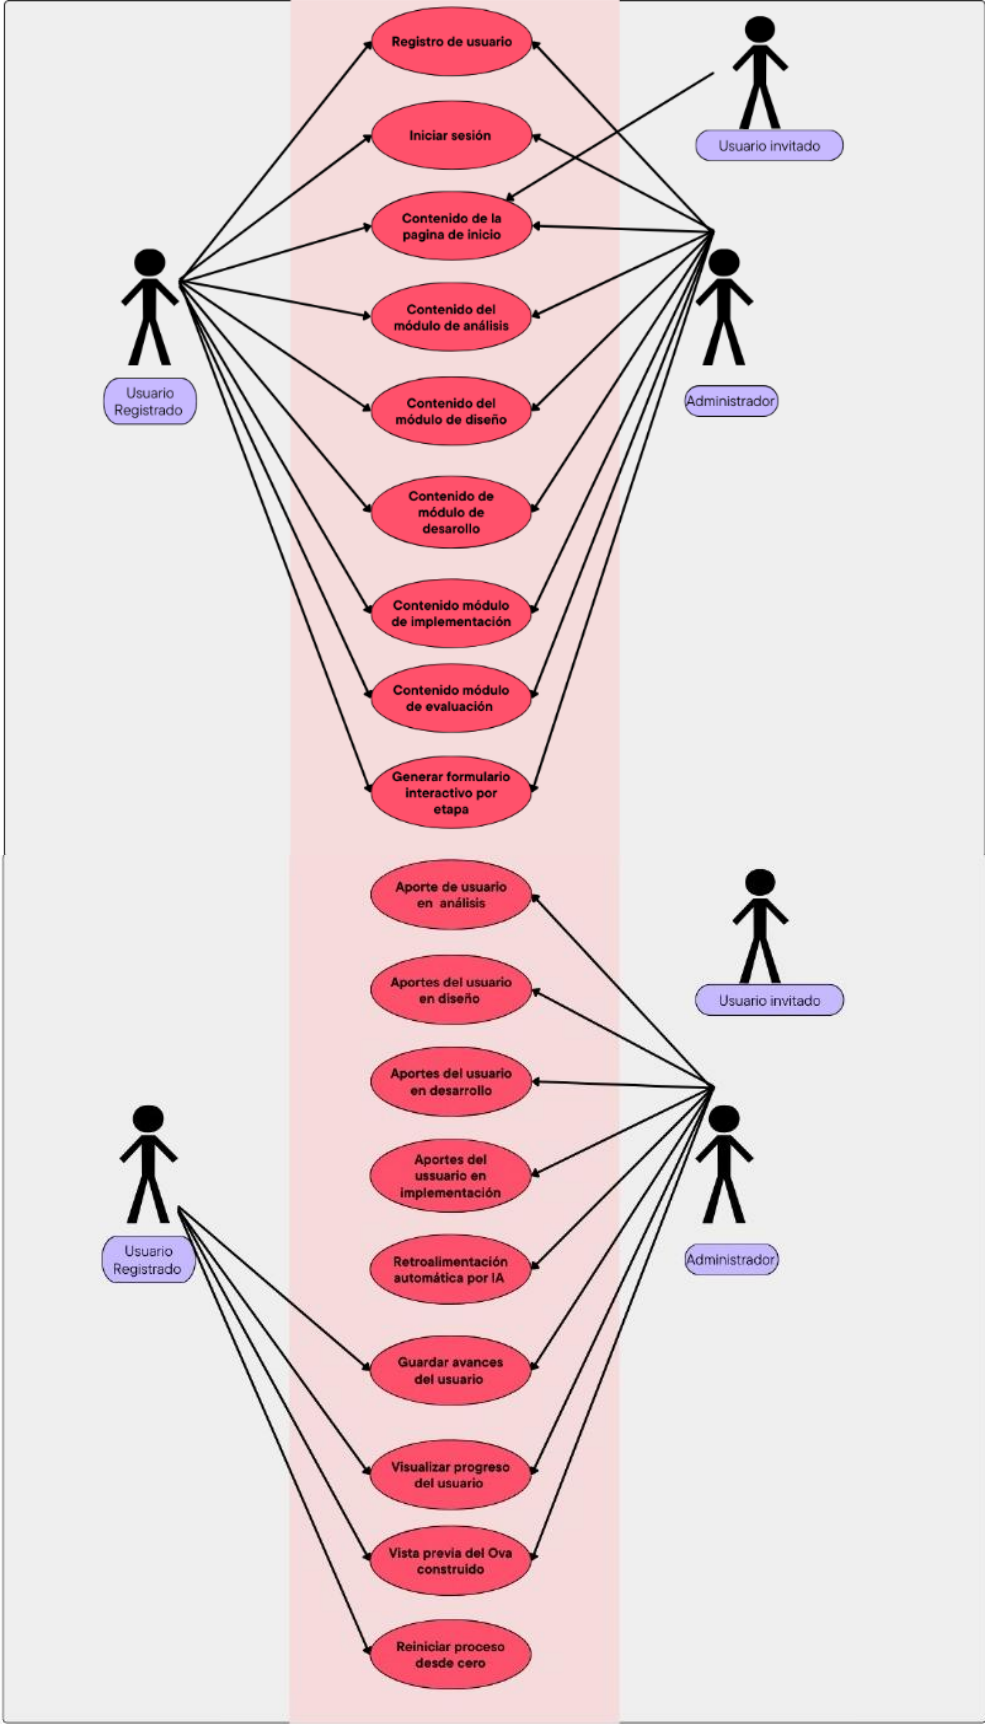 Registro de usuario
Usuario invitado
Iniciar sesión
Contenido de la
pagina de inicio
Contenido del
módulo de análisis
Usuario
Registrado
Administrador
Contenido del
módulo de diseño
Contenido de
módulo de
desarollo
Contenido módulo
de implementación
Contenido módulo
de evaluación
Generar formulario
interactivo por
etapa
Aporte de usuario
en análisis
Aportes del usuario
en diseño
Usuario invitado
Aportes del usuario
en desarrollo
Aportes del
ussuario en
implementación
Usuario
Registrado
Administrador
Retroalimentación
automática por IA
Guardar avances
del usuario
Visualizar progreso
del usuario
Vista previa del Ova
construido
Reiniciar proceso
desde cero